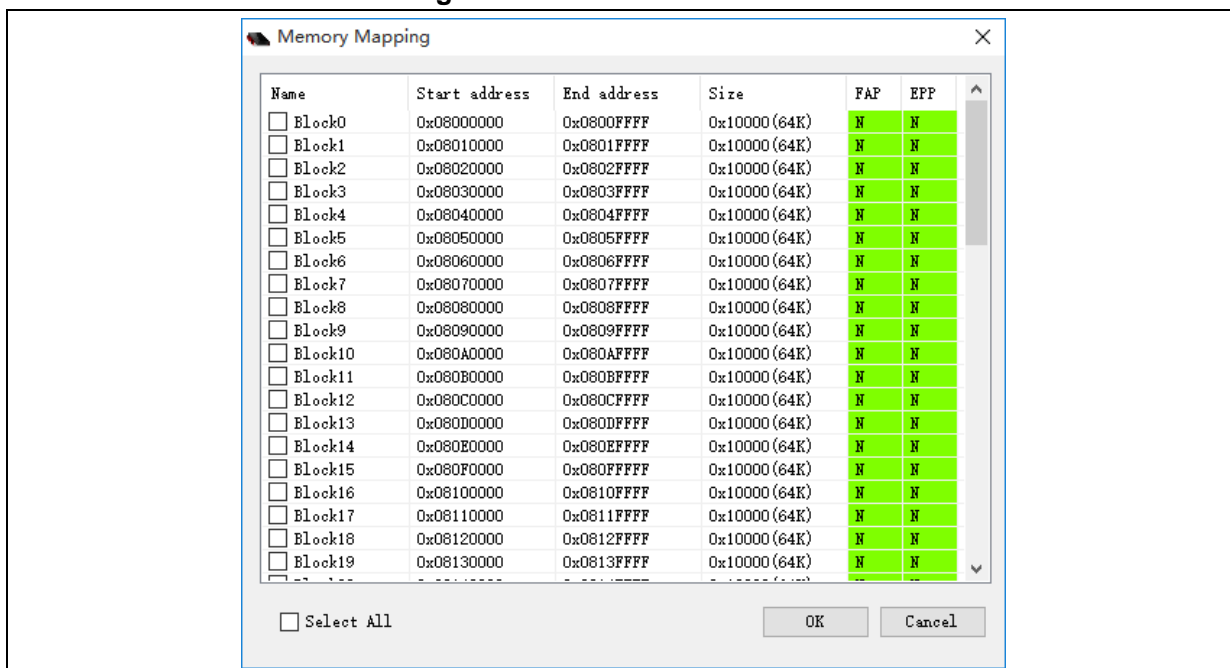 Memory Mapping
Name Start address End address Size FAP EPP
Block0 0x08000000 0x0800FFFF 0x10000(64K) N N
Block1 0x08010000 0x0801FFFF 0x10000(64K) N N
Block2 0x08020000 0x0802FFFF 0x10000(64K) N N
Block3 0x08030000 0x0803FFFF 0x10000(64K) N N
Block4 0x08040000 0x0804FFFF 0x10000(64K) N N
Block5 0x08050000 0x0805FFFF 0x10000(64K) N N
Block6 0x08060000 0x0806FFFF 0x10000(64K) N N
Block7 0x08070000 0x0807FFFF 0x10000(64K) N N
Block8 0x08080000 0x0808FFFF 0x10000(64K) N N
Block9 0x08090000 0x0809FFFF 0x10000(64K) N N
Block10 0x080A0000 0x080AFFFF 0x10000(64K) N N
Block11 0x080B0000 0x080BFFFF 0x10000(64K) N N
Block12 0x080C0000 0x080CFFFF 0x10000(64K) N N
Block13 0x080D0000 0x080DFFFF 0x10000(64K) N N
Block14 0x080E0000 0x080EFFFF 0x10000(64K) N N
Block15 0x080F0000 0x080FFFFF 0x10000(64K) N N
Block16 0x08100000 0x0810FFFF 0x10000(64K) N N
Block17 0x08110000 0x0811FFFF 0x10000(64K) N N
Block18 0x08120000 0x0812FFFF 0x10000(64K) N N
Block19 0x08130000 0x0813FFFF 0x10000(64K) N N
Select All OK Cancel